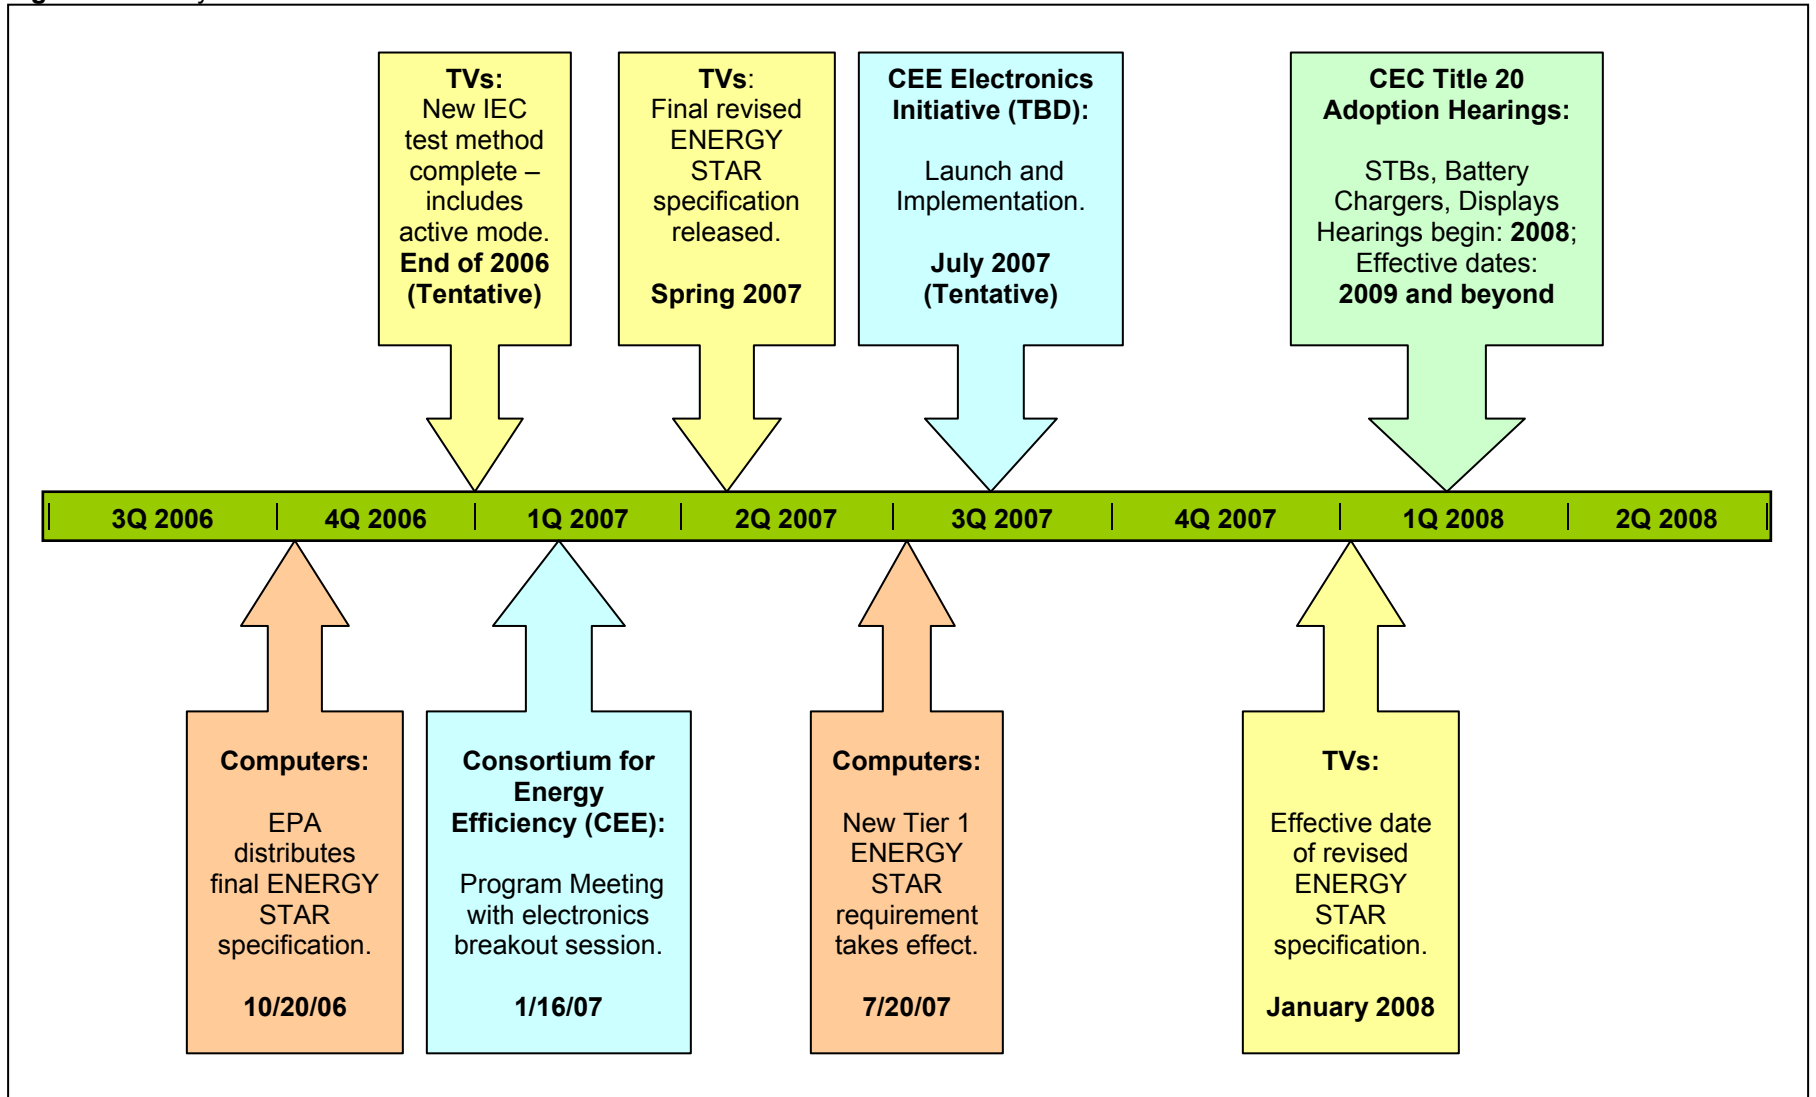 TVs:
New IEC
test method
complete –
includes
active mode.
End of 2006
(Tentative)
TVs:
Final revised
ENERGY
STAR
specification
released.
Spring 2007
CEE Electronics
Initiative (TBD):
Launch and
Implementation.
July 2007
(Tentative)
CEC Title 20
Adoption Hearings:
STBs, Battery
Chargers, Displays
Hearings begin: 2008;
Effective dates:
2009 and beyond
3Q 2006
4Q 2006
1Q 2007
2Q 2007
3Q 2007
4Q 2007
1Q 2008
2Q 2008
Computers:
EPA
distributes
final ENERGY
STAR
specification.
10/20/06
Consortium for
Energy
Efficiency (CEE):
Program Meeting
with electronics
breakout session.
1/16/07
Computers:
New Tier 1
ENERGY
STAR
requirement
takes effect.
7/20/07
TVs:
Effective date
of revised
ENERGY
STAR
specification.
January 2008